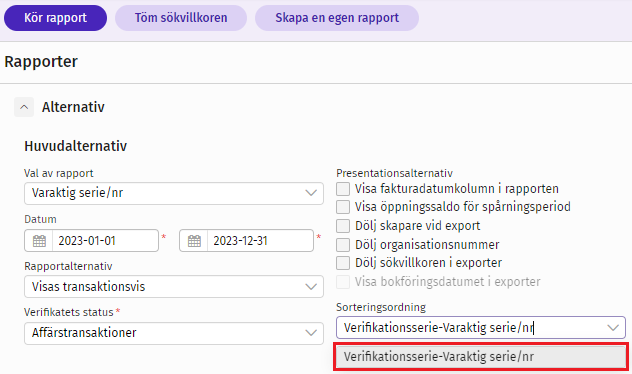 Kör rapport
Töm sökvillkoren
Skapa en egen rapport
Rapporter
Alternativ
Huvudalternativ
Val av rapport
Varaktig serie/nr
Datum
2023-01-01 *
2023-12-31 *
Rapportalternativ
Visas transaktionsvis
Verifikatets status *
Affärstransaktioner
Presentationsalternativ
Visa fakturadatumkolumn i rapporten
Visa öppningssaldo för spårningsperiod
Dölj skapare vid export
Dölj organisationsnummer
Dölj sökvillkoren i exporter
Visa bokföringsdatumet i exporter
Sorteringsordning
Verifikationsserie-Varaktig serie/nr
Verifikationsserie-Varaktig serie/nr